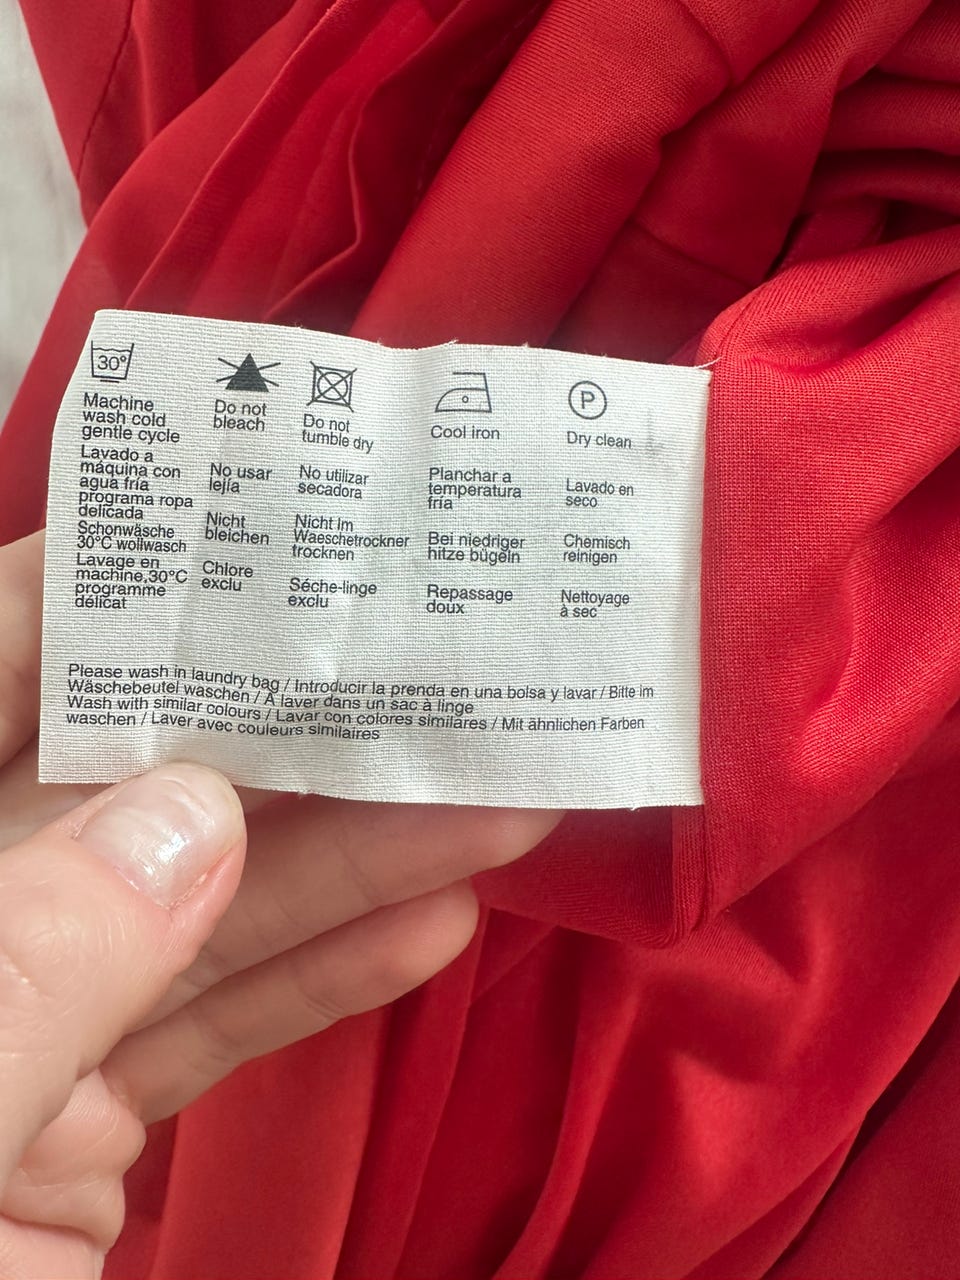 30°
Machine
wash cold
gentle cycle
Lavado a
máquina con
agua fría
programa ropa
delicada
Schonwäsche
30°C wollwasch
Lavage en
machine,30°C
programme
délicat
Do not
bleach
No usar
lejía
Nicht
bleichen
Chlore
exclu
Do not
tumble dry
No utilizar
secadora
Nicht Im
Waeschetrockner
trocknen
Séche-linge
exclu
Cool iron
Planchar a
temperatura
fría
Bei niedriger
hitze bügeln
Repassage
doux
P
Dry clean
Lavado en
seco
Chemisch
reinigen
Nettoyage
à sec
Please wash in laundry bag / Introducir la prenda en una bolsa y lavar / Bitte im
Wäschebeutel waschen / À laver dans un sac à linge
Wash with similar colours / Lavar con colores similares / Mit ähnlichen Farben
waschen / Laver avec couleurs similaires